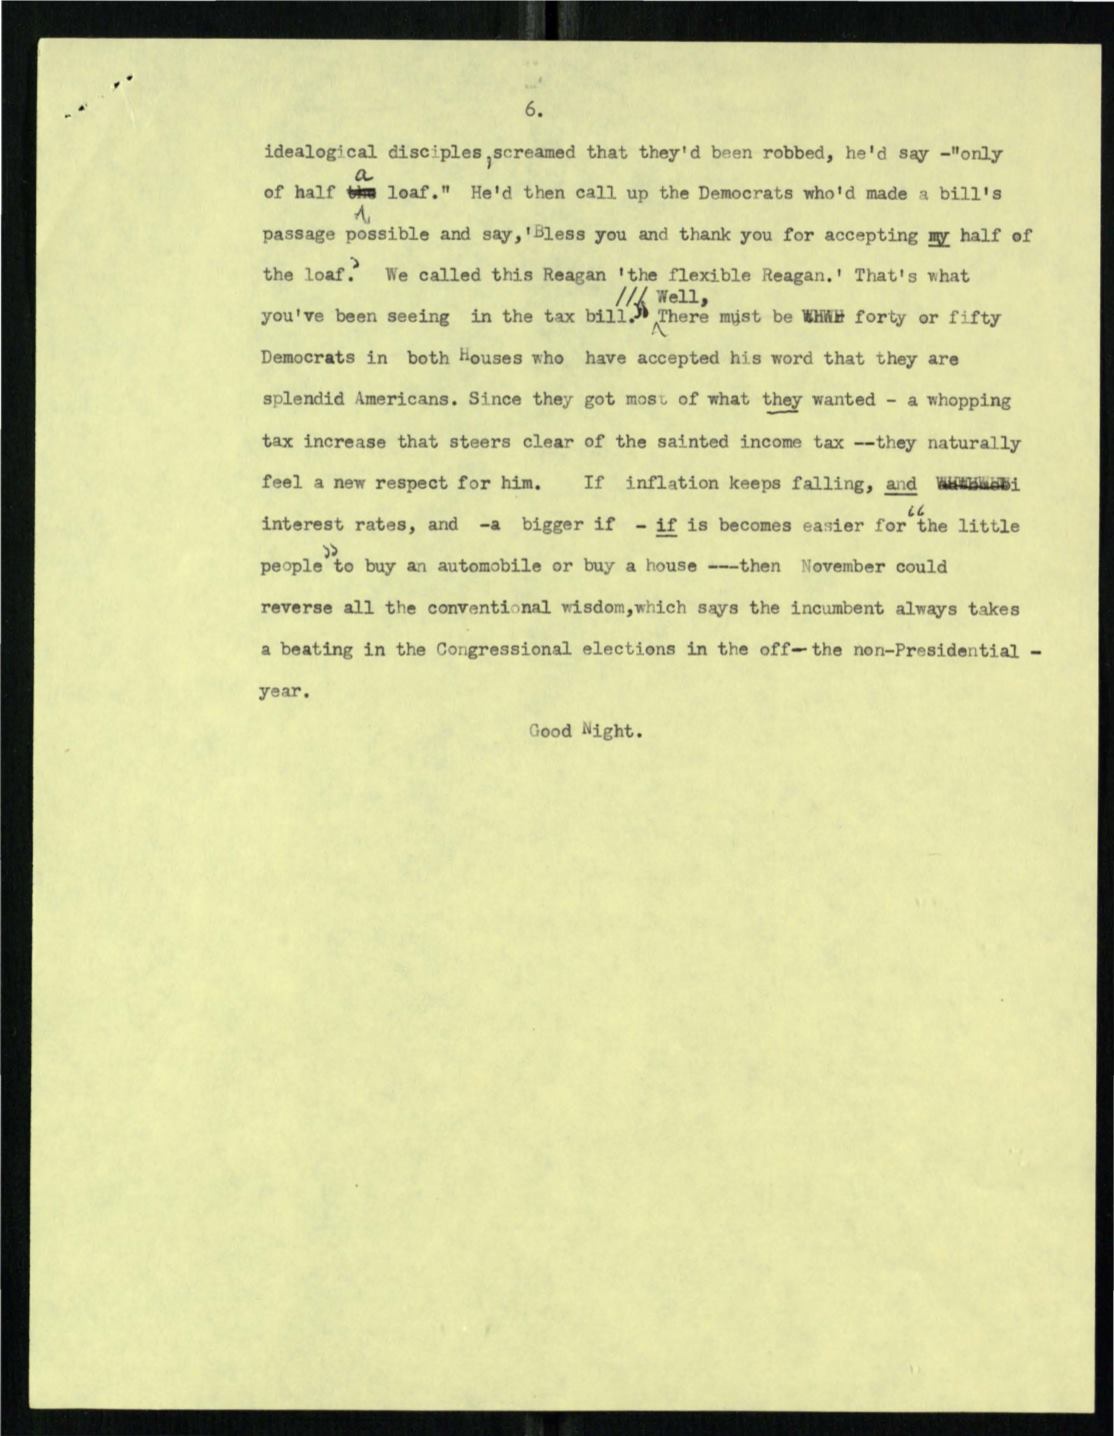 6.
idealogical disciples, screamed that they'd been robbed, he'd say -"only
of half a loaf."  He'd then call up the Democrats who'd made a bill's
passage possible and say,'Bless you and thank you for accepting my half of
the loaf.'  We called this Reagan 'the flexible Reagan.' That's what
/// Well,
you've been seeing in the tax bill." There must be forty or fifty
Democrats in both Houses who have accepted his word that they are
splendid Americans. Since they got most of what they wanted - a whopping
tax increase that steers clear of the sainted income tax --they naturally
feel a new respect for him. If inflation keeps falling, and i
interest rates, and -a bigger if - if is becomes easier for "the little
people" to buy an automobile or buy a house ---then November could
reverse all the conventional wisdom,which says the incumbent always takes
a beating in the Congressional elections in the off-the non-Presidential -
year.
Good Night.